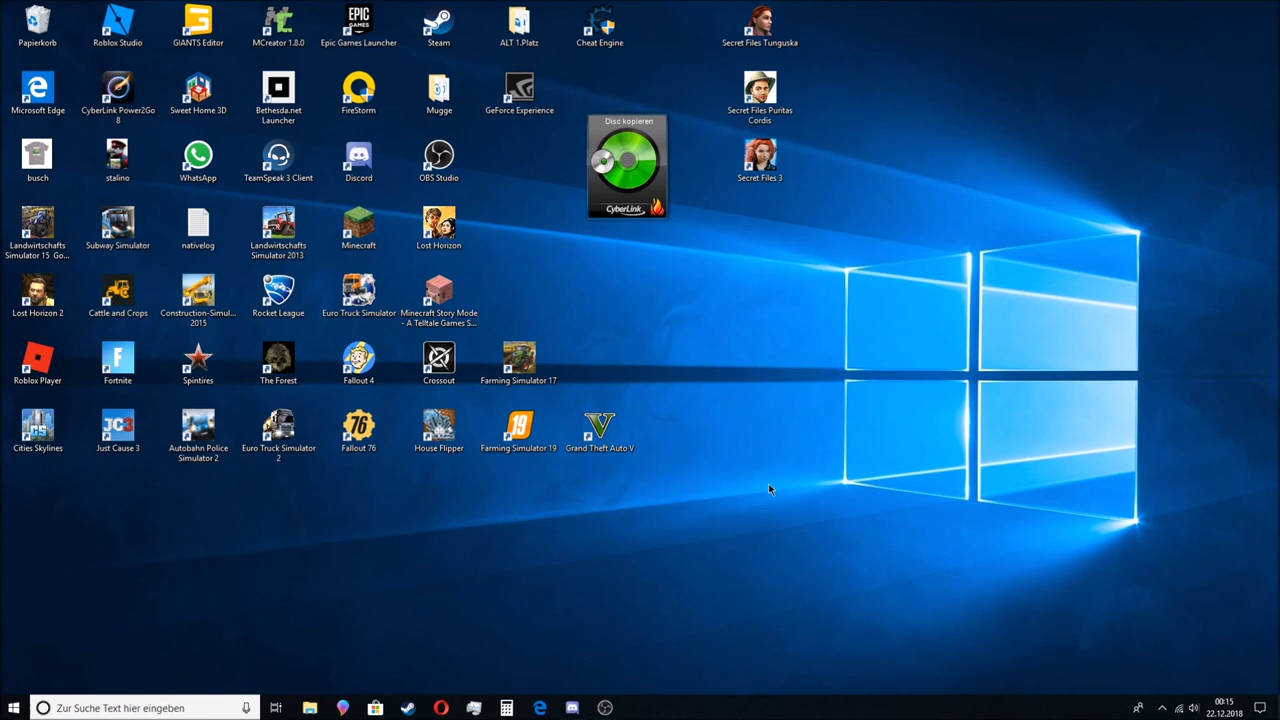 Papierkorb
Roblox Studio
GIANTS Editor
MCreator 1.8.0
EPIC
GAMES
Epic Games Launcher
Steam
ALT 1.Platz
Cheat Engine
Secret Files Tunguska
Microsoft Edge
CyberLink Power2Go
8
Sweet Home 3D
Bethesda.net
Launcher
FireStorm
Mugge
GeForce Experience
Disc kopieren
CyberLink
Secret Files Puritas
Cordis
busch
stalino
WhatsApp
TeamSpeak 3 Client
Discord
OBS Studio
Secret Files 3
Landwirtschafts
Simulator 15 Go...
Subway Simulator
nativelog
Landwirtschafts
Simulator 2013
Minecraft
Lost Horizon
Lost Horizon 2
Cattle and Crops
Construction-Simul...
2015
Rocket League
Euro Truck Simulator
Minecraft Story Mode
- A Telltale Games S...
Roblox Player
F
Fortnite
Spintires
The Forest
Fallout 4
Crossout
Farming Simulator 17
CS
Cities Skylines
JC3
Just Cause 3
Autobahn Police
Simulator 2
Euro Truck Simulator
2
76
Fallout 76
House Flipper
19
Farming Simulator 19
V
Grand Theft Auto V
Zur Suche Text hier eingeben
00:15
22.12.2018